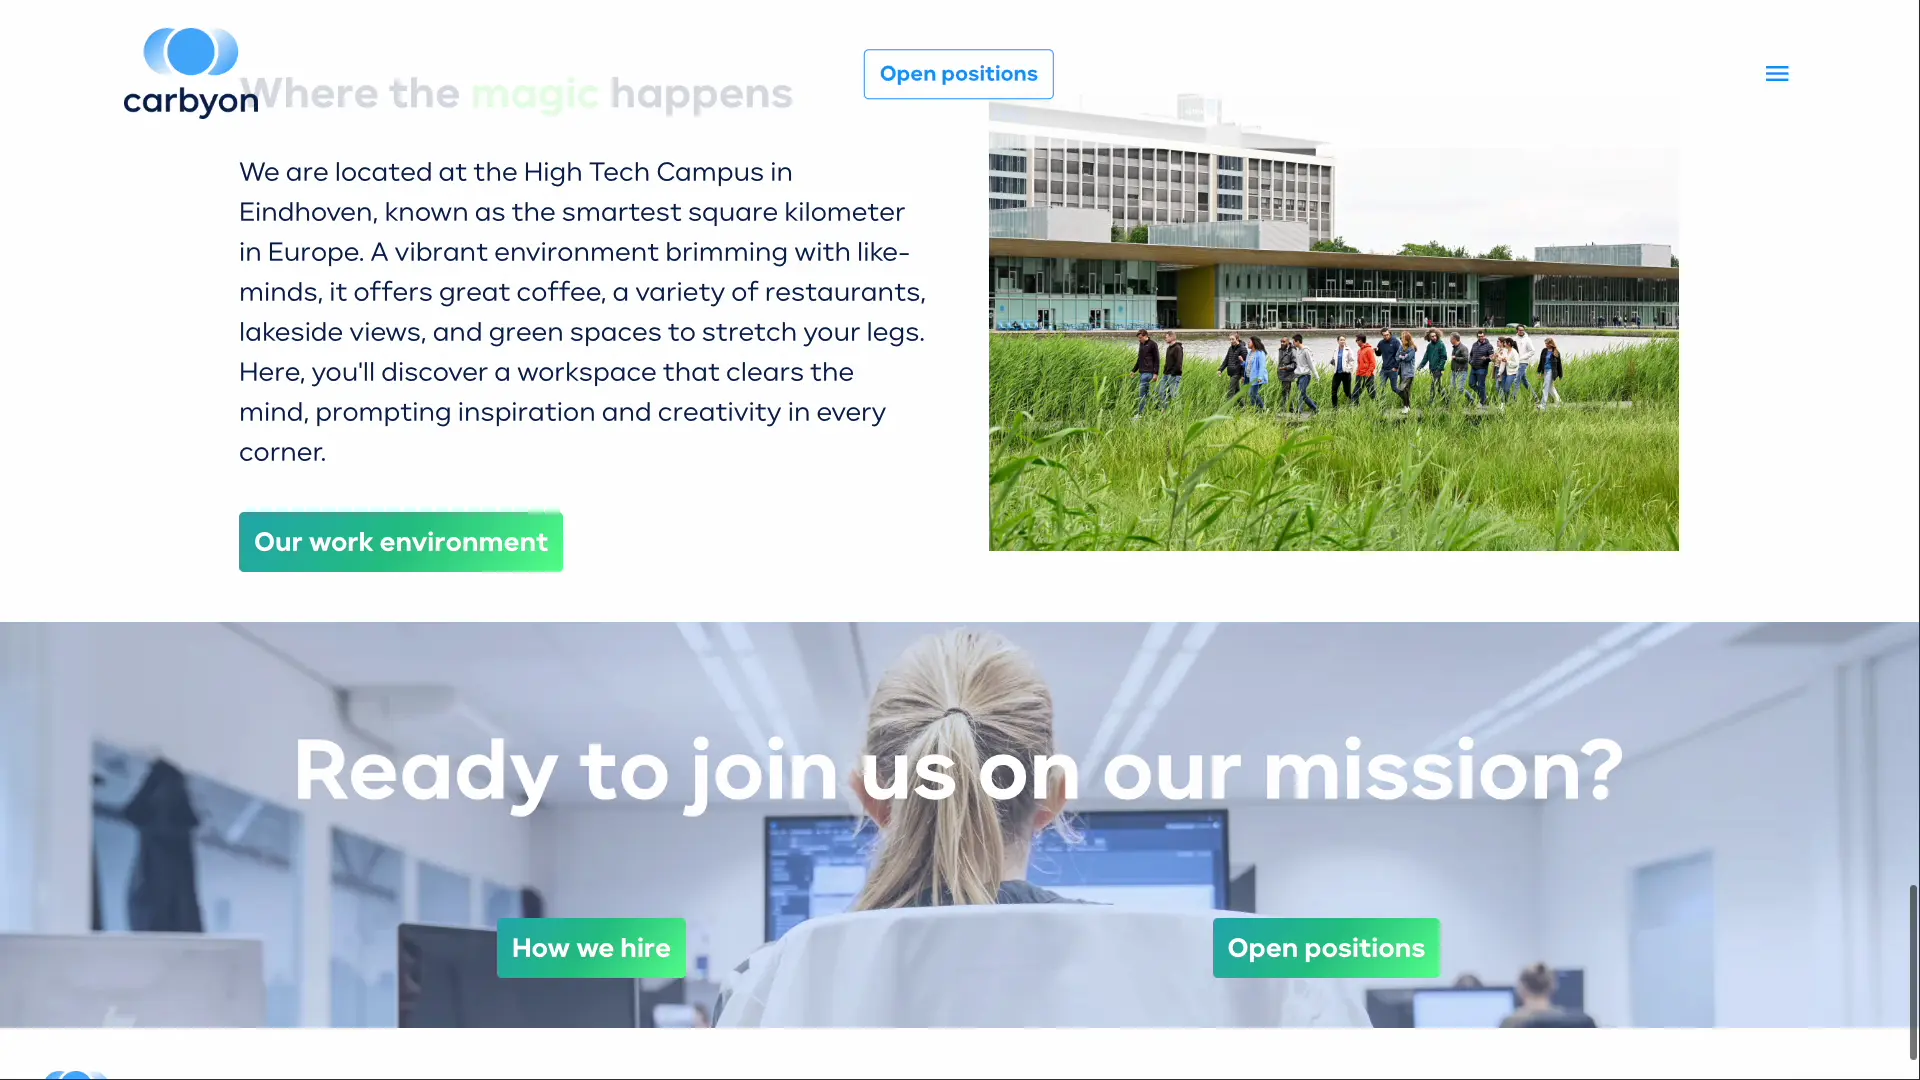 carbyon
Where the magic happens
Open positions
We are located at the High Tech Campus in
Eindhoven, known as the smartest square kilometer
in Europe. A vibrant environment brimming with like-
minds, it offers great coffee, a variety of restaurants,
lakeside views, and green spaces to stretch your legs.
Here, you'll discover a workspace that clears the
mind, prompting inspiration and creativity in every
corner.
Our work environment
Ready to join us on our mission?
How we hire
Open positions